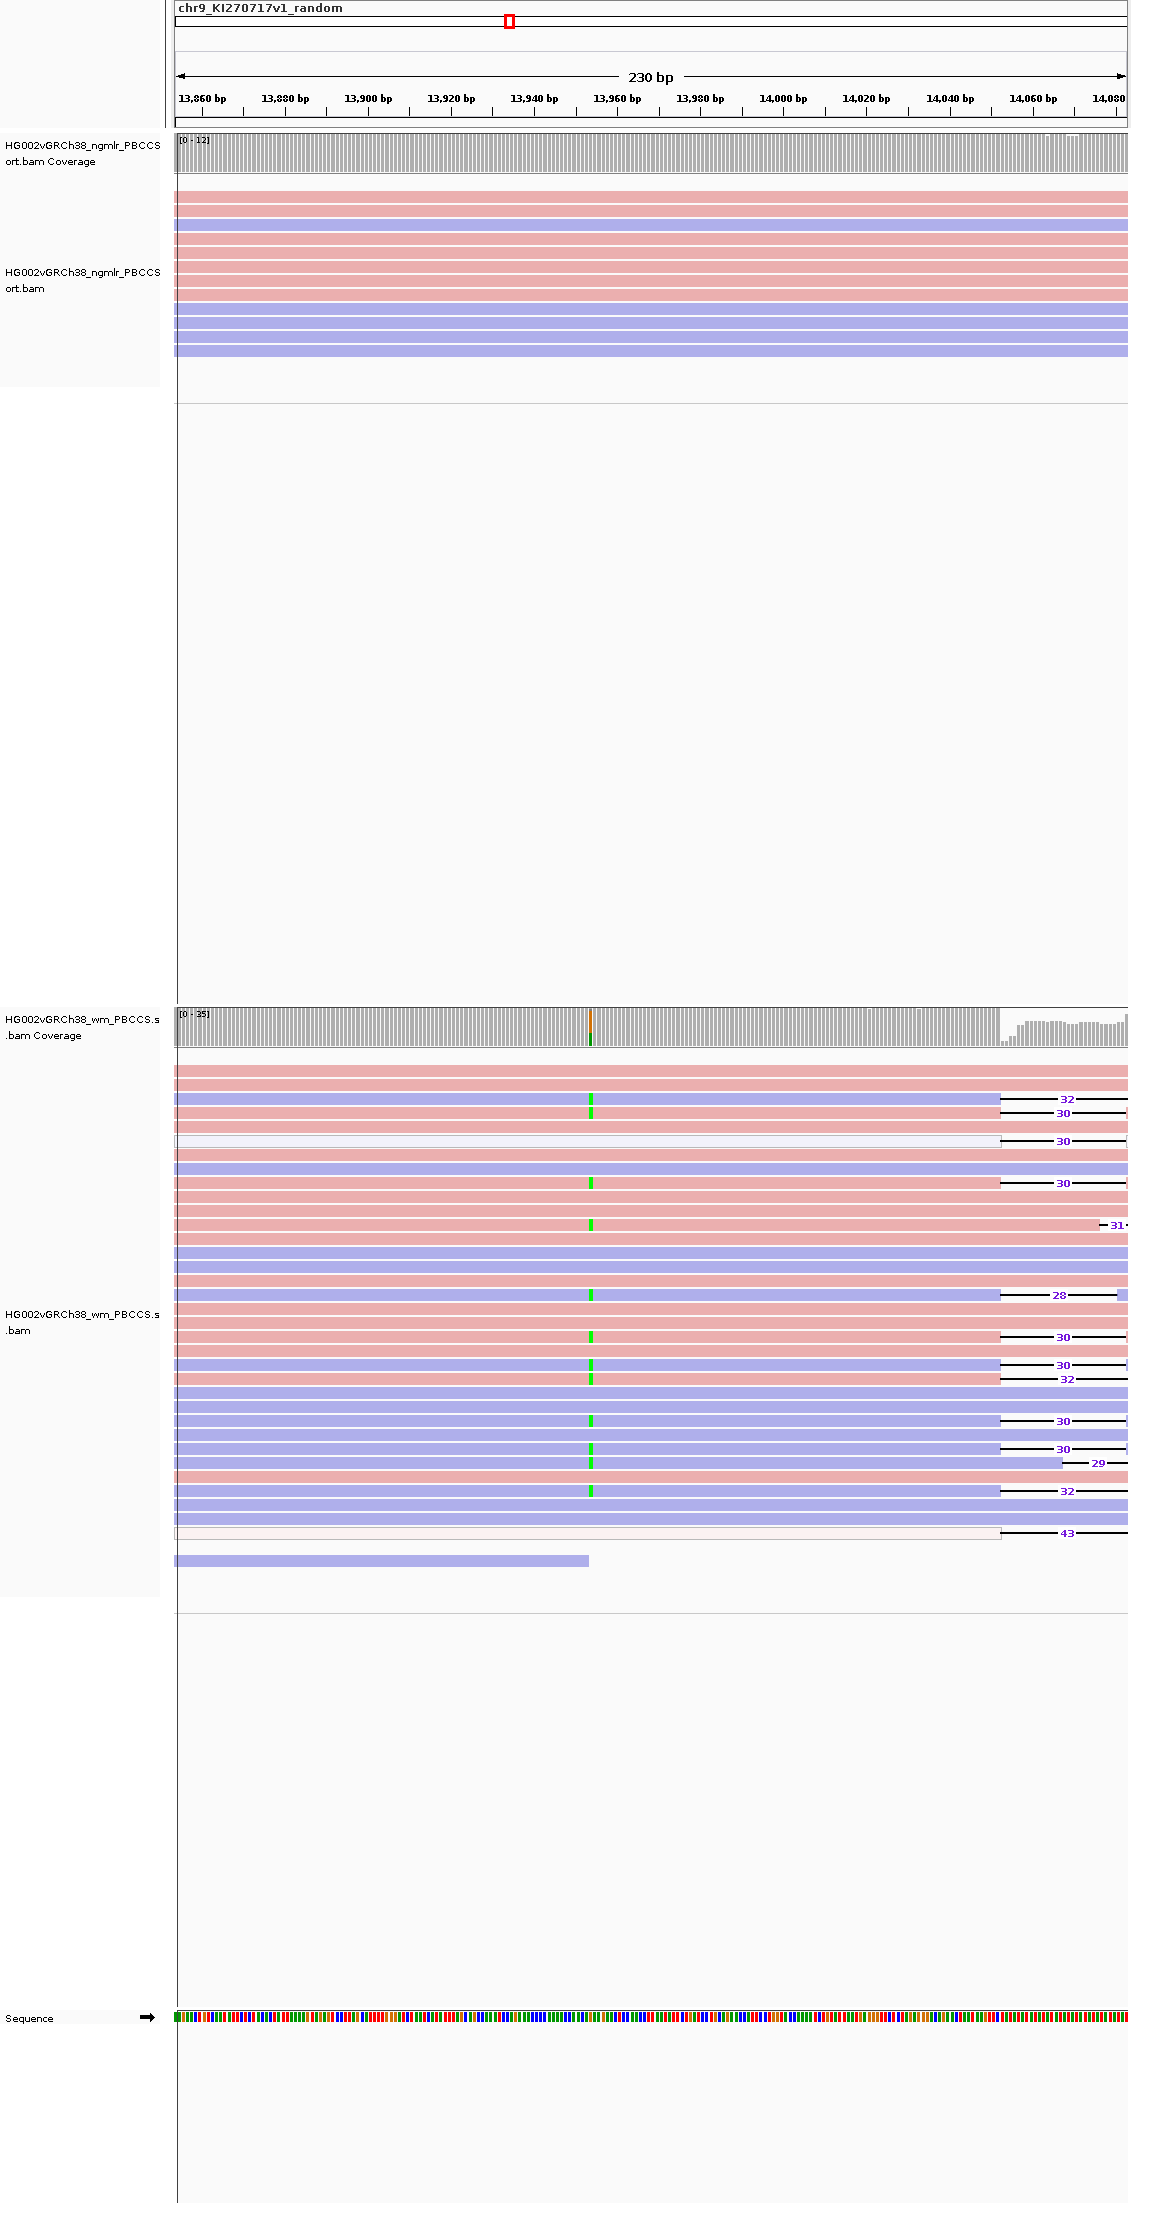 chr9_KI270717v1_random
230 bp
13,860 bp 13,880 bp 13,900 bp 13,920 bp 13,940 bp 13,960 bp 13,980 bp 14,000 bp 14,020 bp 14,040 bp 14,060 bp 14,080
[0 - 12]
HG002vGRCh38_ngmlr_PBCCS
ort.bam Coverage
HG002vGRCh38_ngmlr_PBCCS
ort.bam
[0 - 35]
HG002vGRCh38_wm_PBCCS.s
.bam Coverage
32
30
30
30
31
28
HG002vGRCh38_wm_PBCCS.s
.bam
30
30
32
30
30
29
32
43
Sequence